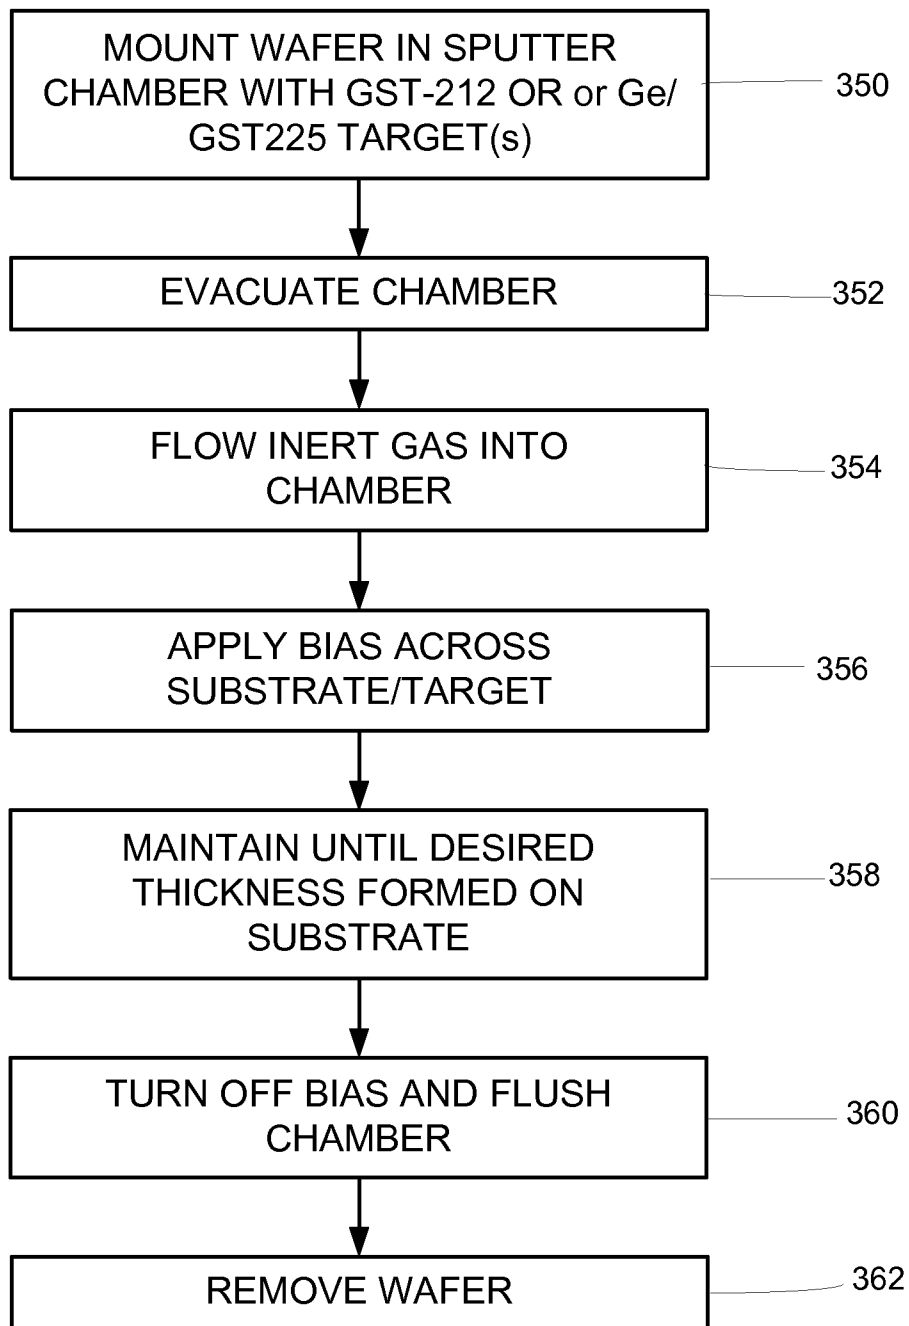 MOUNT WAFER IN SPUTTER
CHAMBER WITH GST-212 OR or Ge/
GST225 TARGET(s)
350
EVACUATE CHAMBER
352
FLOW INERT GAS INTO
CHAMBER
354
APPLY BIAS ACROSS
SUBSTRATE/TARGET
356
MAINTAIN UNTIL DESIRED
THICKNESS FORMED ON
SUBSTRATE
358
TURN OFF BIAS AND FLUSH
CHAMBER
360
REMOVE WAFER
362